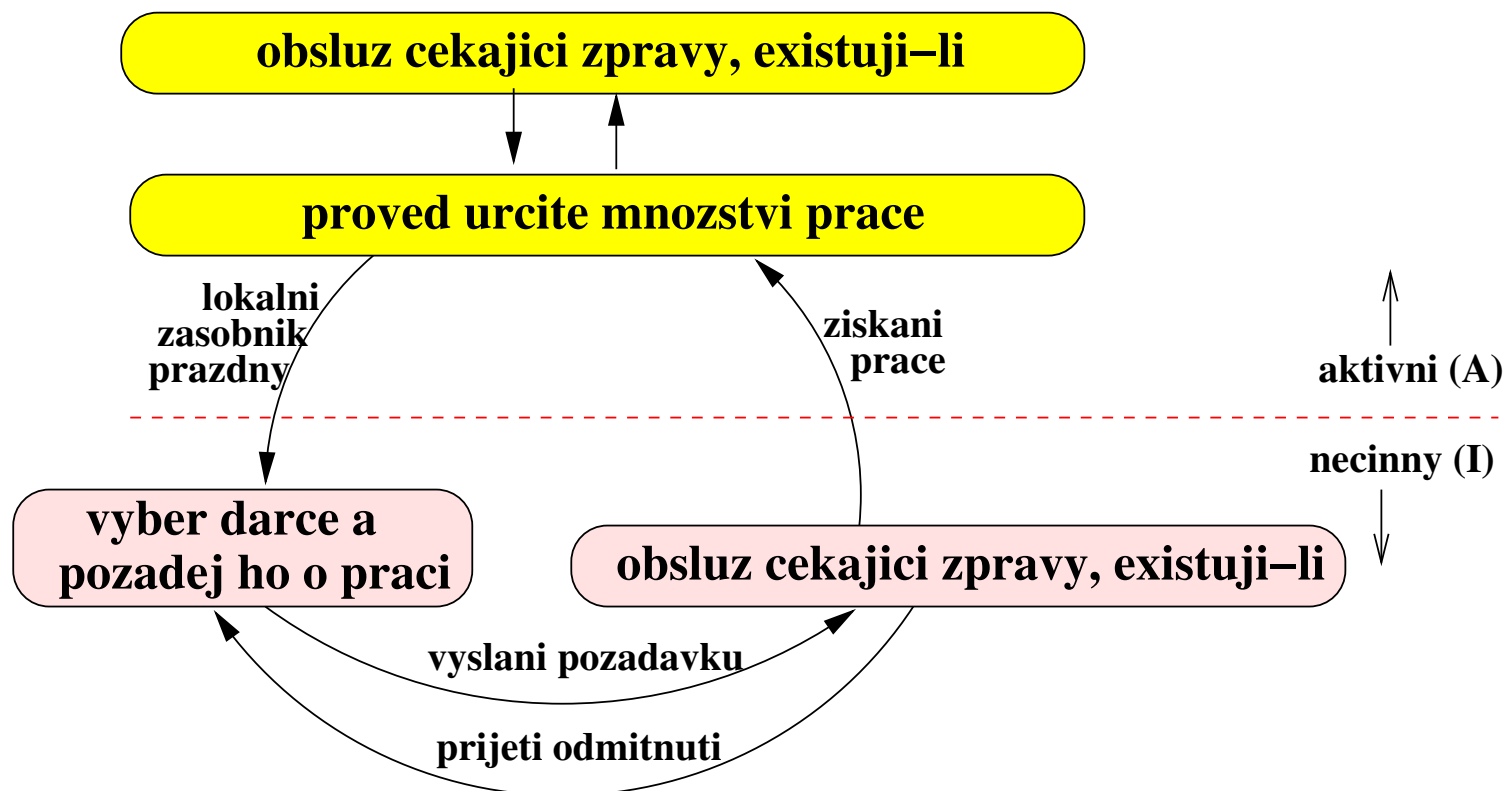 obsluz cekajici zpravy, existuji–li
proved urcite mnozstvi prace
lokalni
zasobnik
prazdny
ziskani
prace
aktivni (A)
necinny (I)
vyber darce a
pozadej ho o praci
obsluz cekajici zpravy, existuji–li
vyslani pozadavku
prijeti odmitnuti